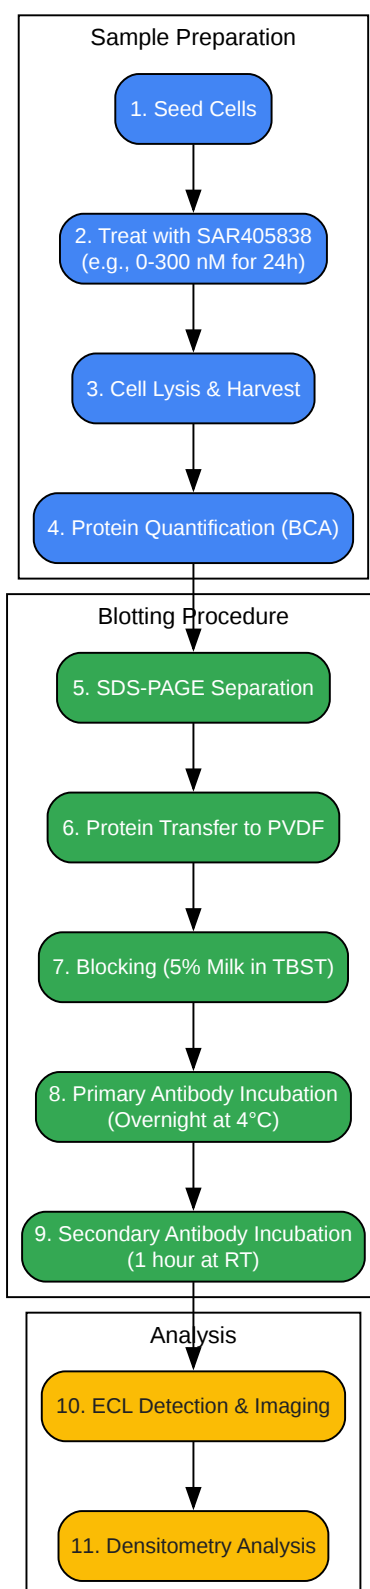 Sample Preparation
1. Seed Cells
2. Treat with SAR405838
(e.g., 0-300 nM for 24h)
3. Cell Lysis & Harvest
4. Protein Quantification (BCA)
Blotting Procedure
5. SDS-PAGE Separation
6. Protein Transfer to PVDF
7. Blocking (5% Milk in TBST)
8. Primary Antibody Incubation
(Overnight at 4°C)
9. Secondary Antibody Incubation
(1 hour at RT)
Analysis
10. ECL Detection & Imaging
11. Densitometry Analysis